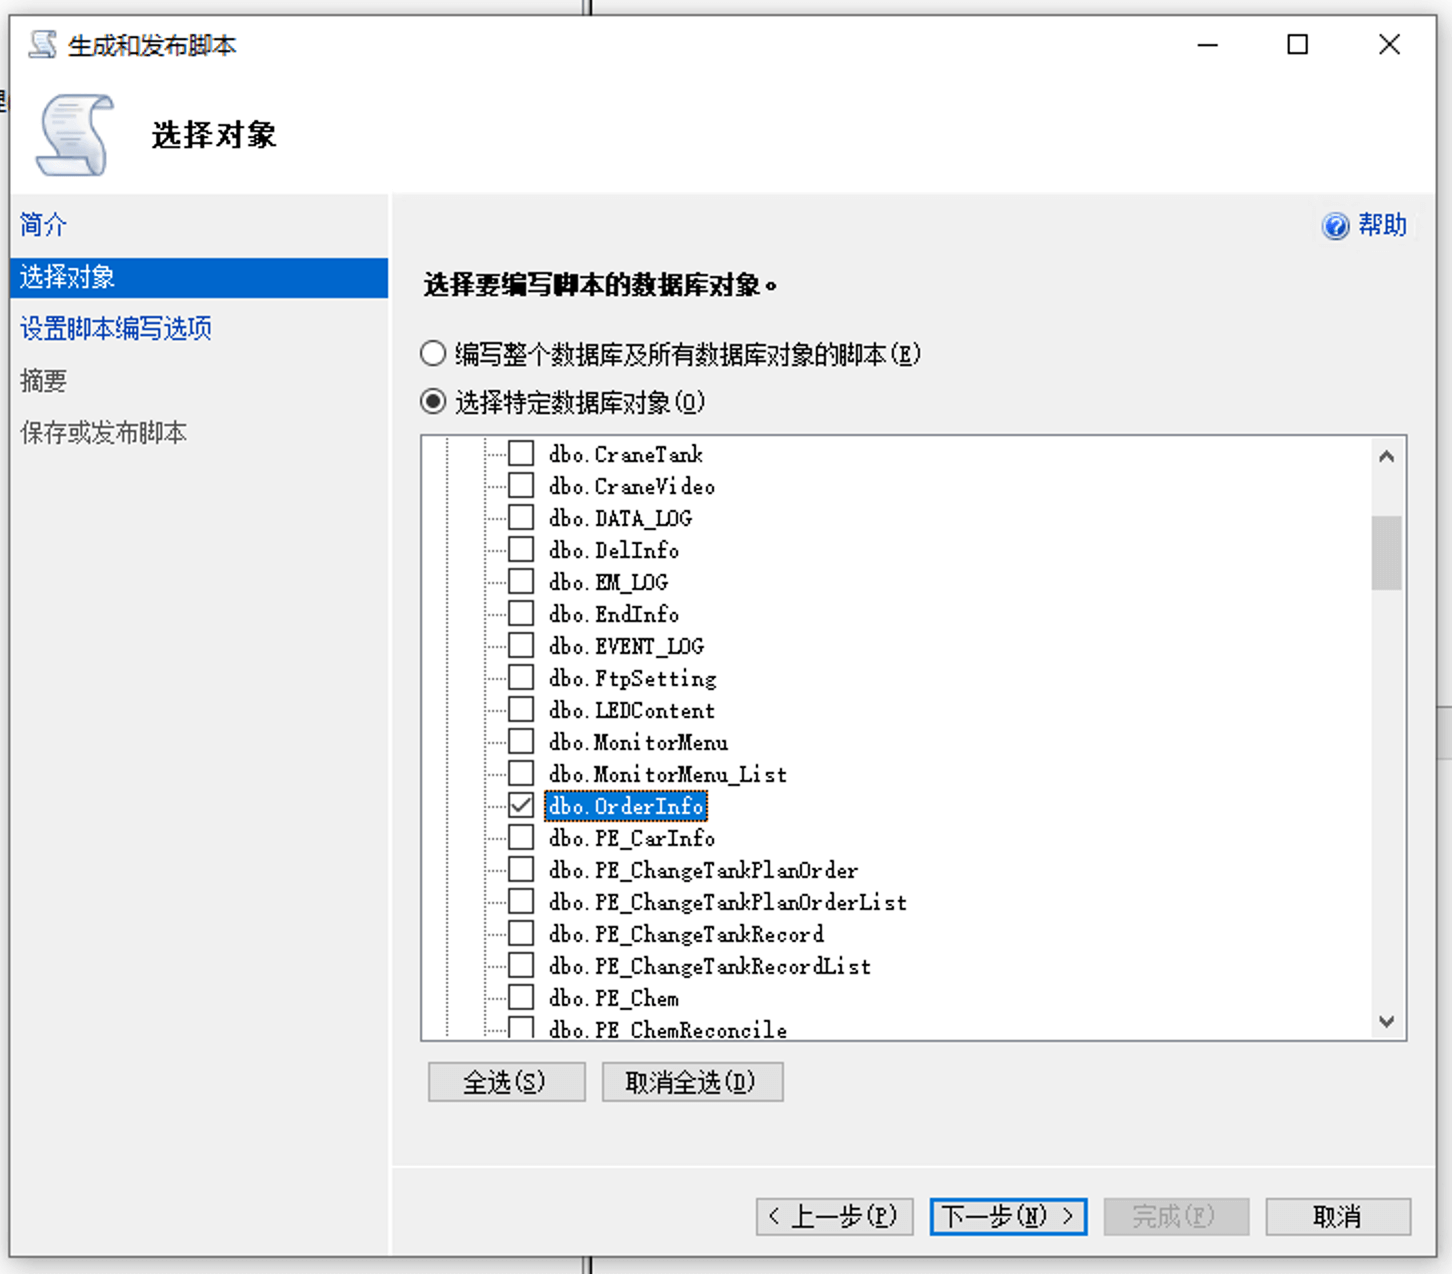 生成和发布脚本
选择对象
简介
选择对象
设置脚本编写选项
摘要
保存或发布脚本
帮助
选择要编写脚本的数据库对象。
编写整个数据库及所有数据库对象的脚本(E)
选择特定数据库对象(O)
dbo.CraneTank
dbo.CraneVideo
dbo.DATA_LOG
dbo.DelInfo
dbo.EM_LOG
dbo.EndInfo
dbo.EVENT_LOG
dbo.FtpSetting
dbo.LEDContent
dbo.MonitorMenu
dbo.MonitorMenu_List
dbo.OrderInfo
dbo.PE_CarInfo
dbo.PE_ChangeTankPlanOrder
dbo.PE_ChangeTankPlanOrderList
dbo.PE_ChangeTankRecord
dbo.PE_ChangeTankRecordList
dbo.PE_Chem
dbo.PE_ChemReconcile
全选(S) 取消全选(D)
< 上一步(P) 下一步(N) > 完成(F) 取消